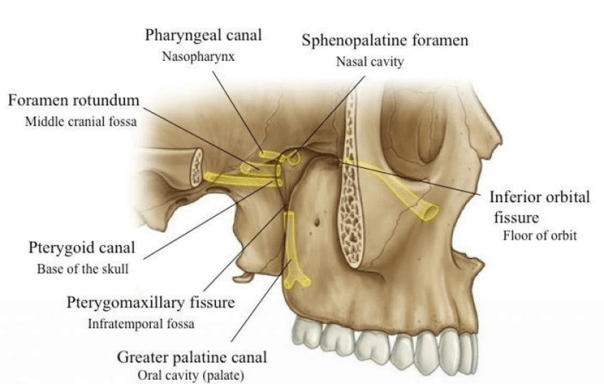 Pharyngeal canal
Nasopharynx
Sphenopalatine foramen
Nasal cavity
Foramen rotundum
Middle cranial fossa
Inferior orbital
fissure
Floor of orbit
Pterygoid canal
Base of the skull
Pterygomaxillary fissure
Infratemporal fossa
Greater palatine canal
Oral cavity (palate)